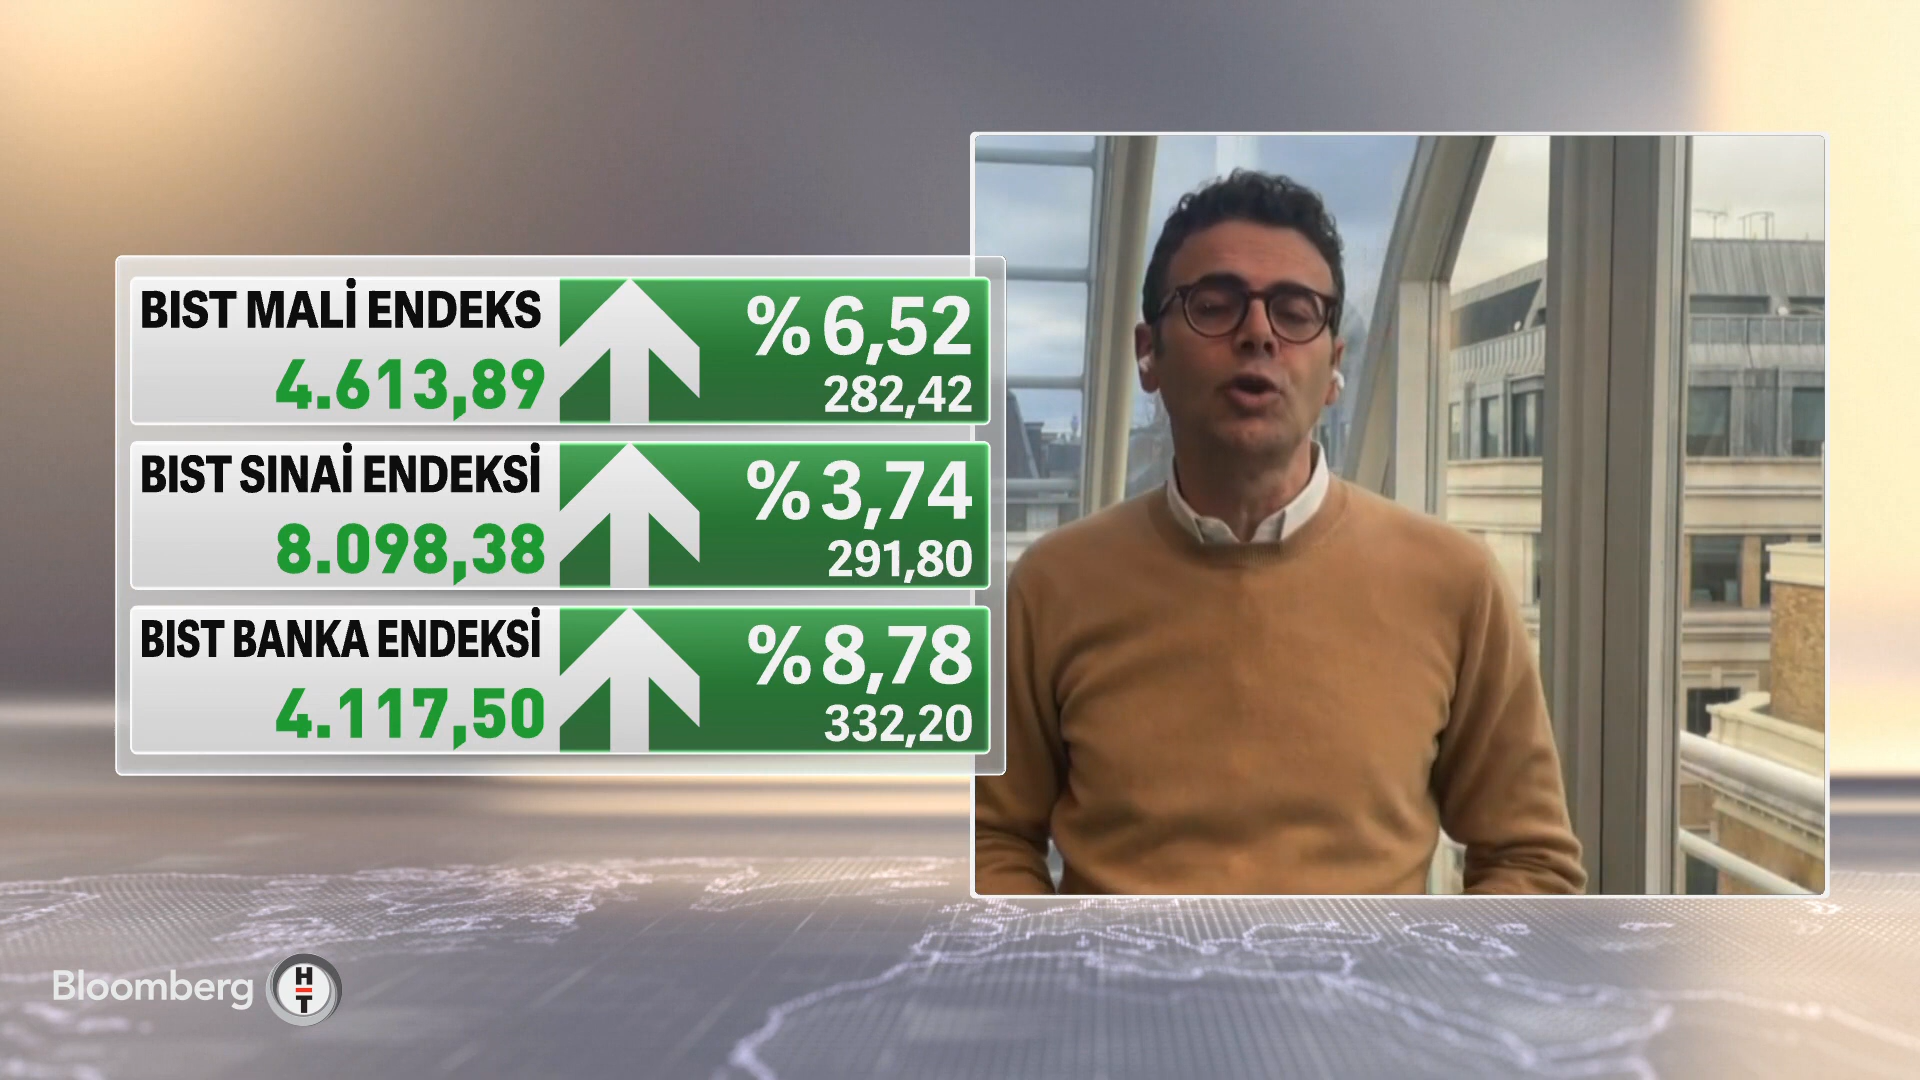 BIST MALİ ENDEKS
4.613,89
% 6,52
282,42
BIST SINAİ ENDEKSİ
8.098,38
% 3,74
291,80
BIST BANKA ENDEKSİ
4.117,50
% 8,78
332,20
Bloomberg HT